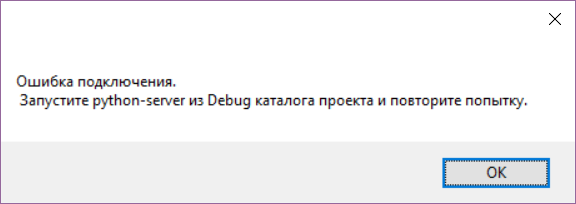 Ошибка подключения.
Запустите python-server из Debug каталога проекта и повторите попытку.
OK